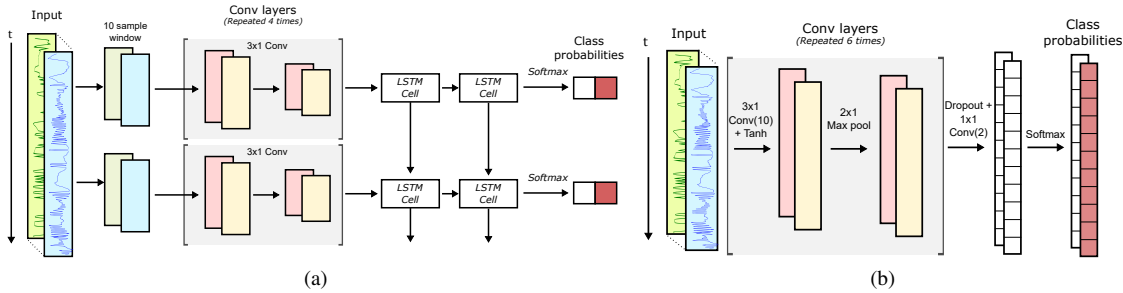 Input
t
10 sample
window
Conv layers
(Repeated 4 times)
3x1 Conv
LSTM
Cell
LSTM
Cell
Softmax
Class
probabilities
3x1 Conv
LSTM
Cell
LSTM
Cell
Softmax
(a)
t
Input
Conv layers
(Repeated 6 times)
3x1
Conv(10)
+ Tanh
2x1
Max pool
Dropout +
1x1
Conv(2)
Softmax
Class
probabilities
(b)